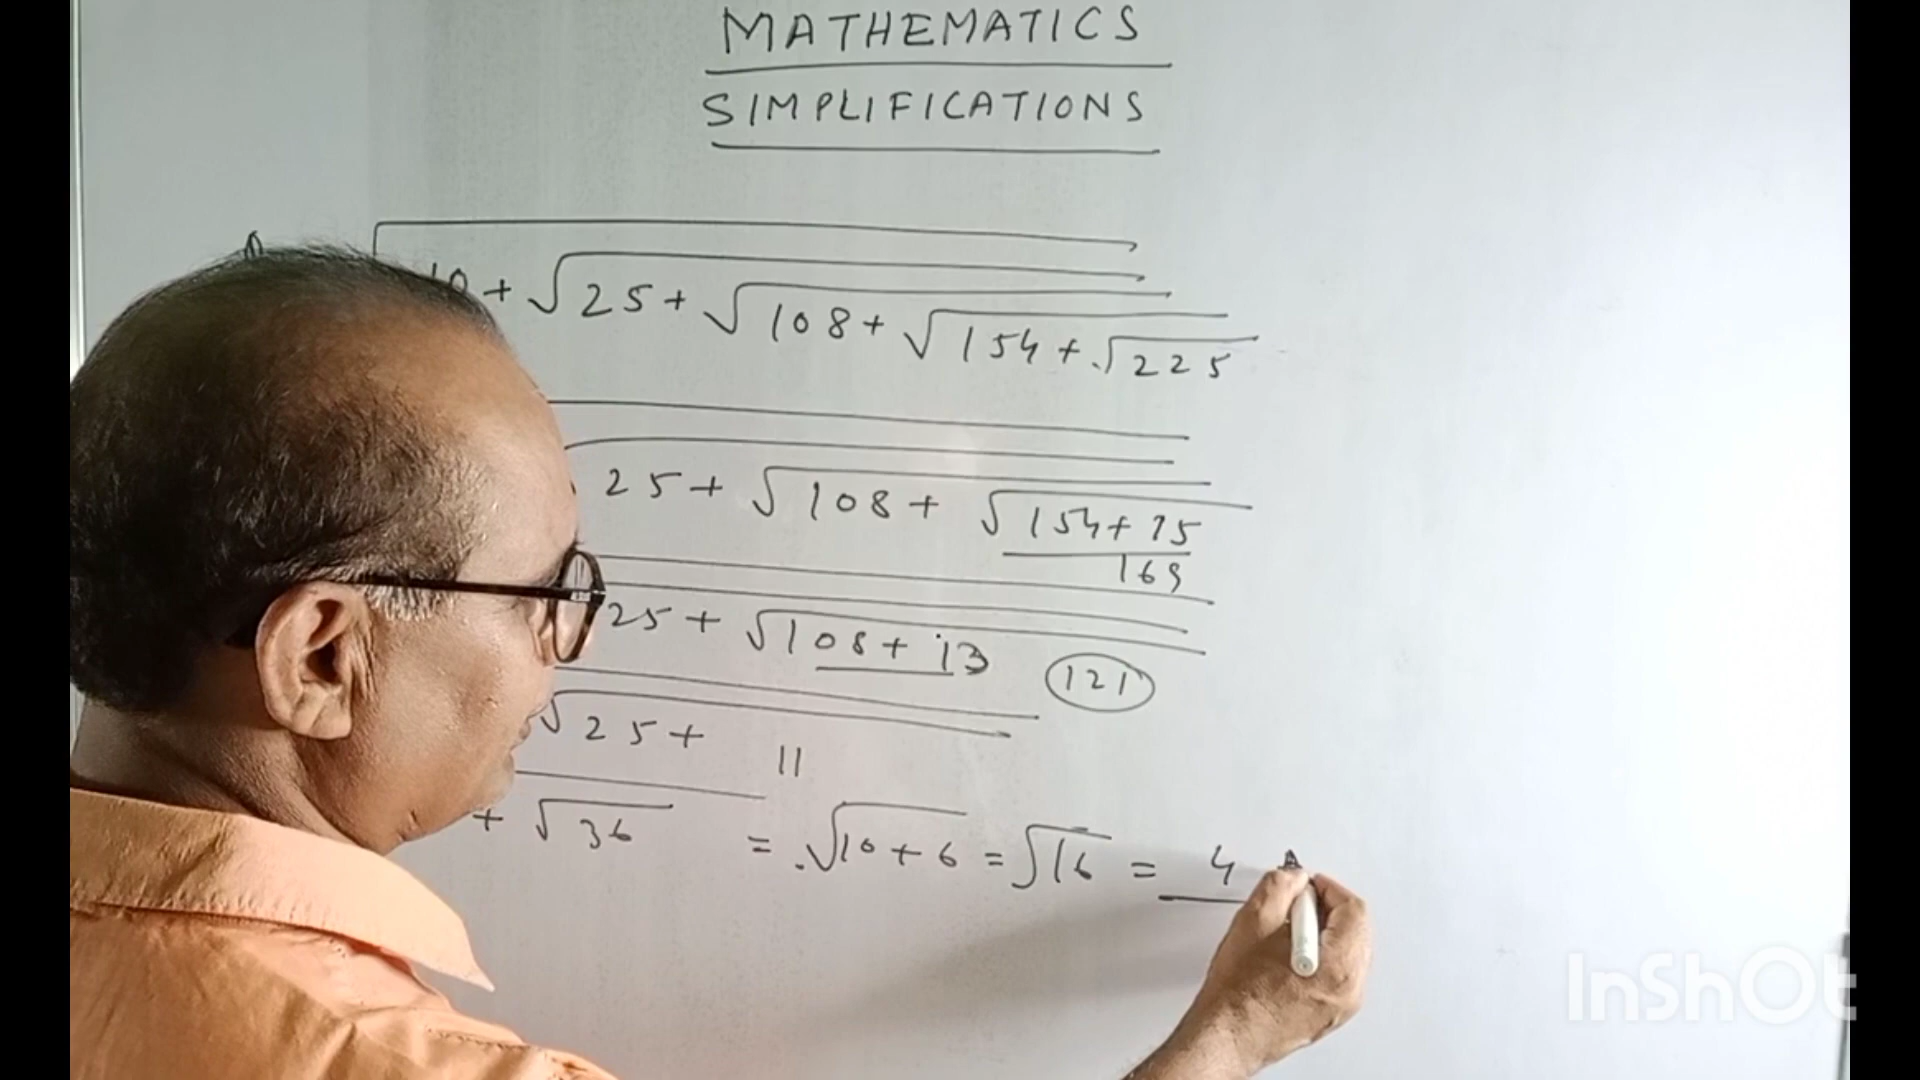 MATHEMATICS
SIMPLIFICATIONS
10 + √25 + √108 + √154 + √225
25 + √108 + √154 + 15
169
25 + √108 + 13 121
√25 + 11
+ √36 = √10 + 6 = √16 = 4
InShOt